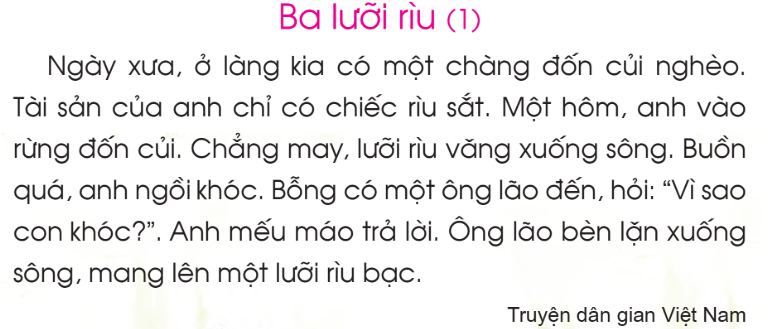 Ba lưỡi rìu (1)
Ngày xưa, ở làng kia có một chàng đốn củi nghèo.
Tài sản của anh chỉ có chiếc rìu sắt. Một hôm, anh vào
rừng đốn củi. Chẳng may, lưỡi rìu văng xuống sông. Buồn
quá, anh ngồi khóc. Bỗng có một ông lão đến, hỏi: “Vì sao
con khóc?”. Anh mếu máo trả lời. Ông lão bèn lặn xuống
sông, mang lên một lưỡi rìu bạc.
Truyện dân gian Việt Nam